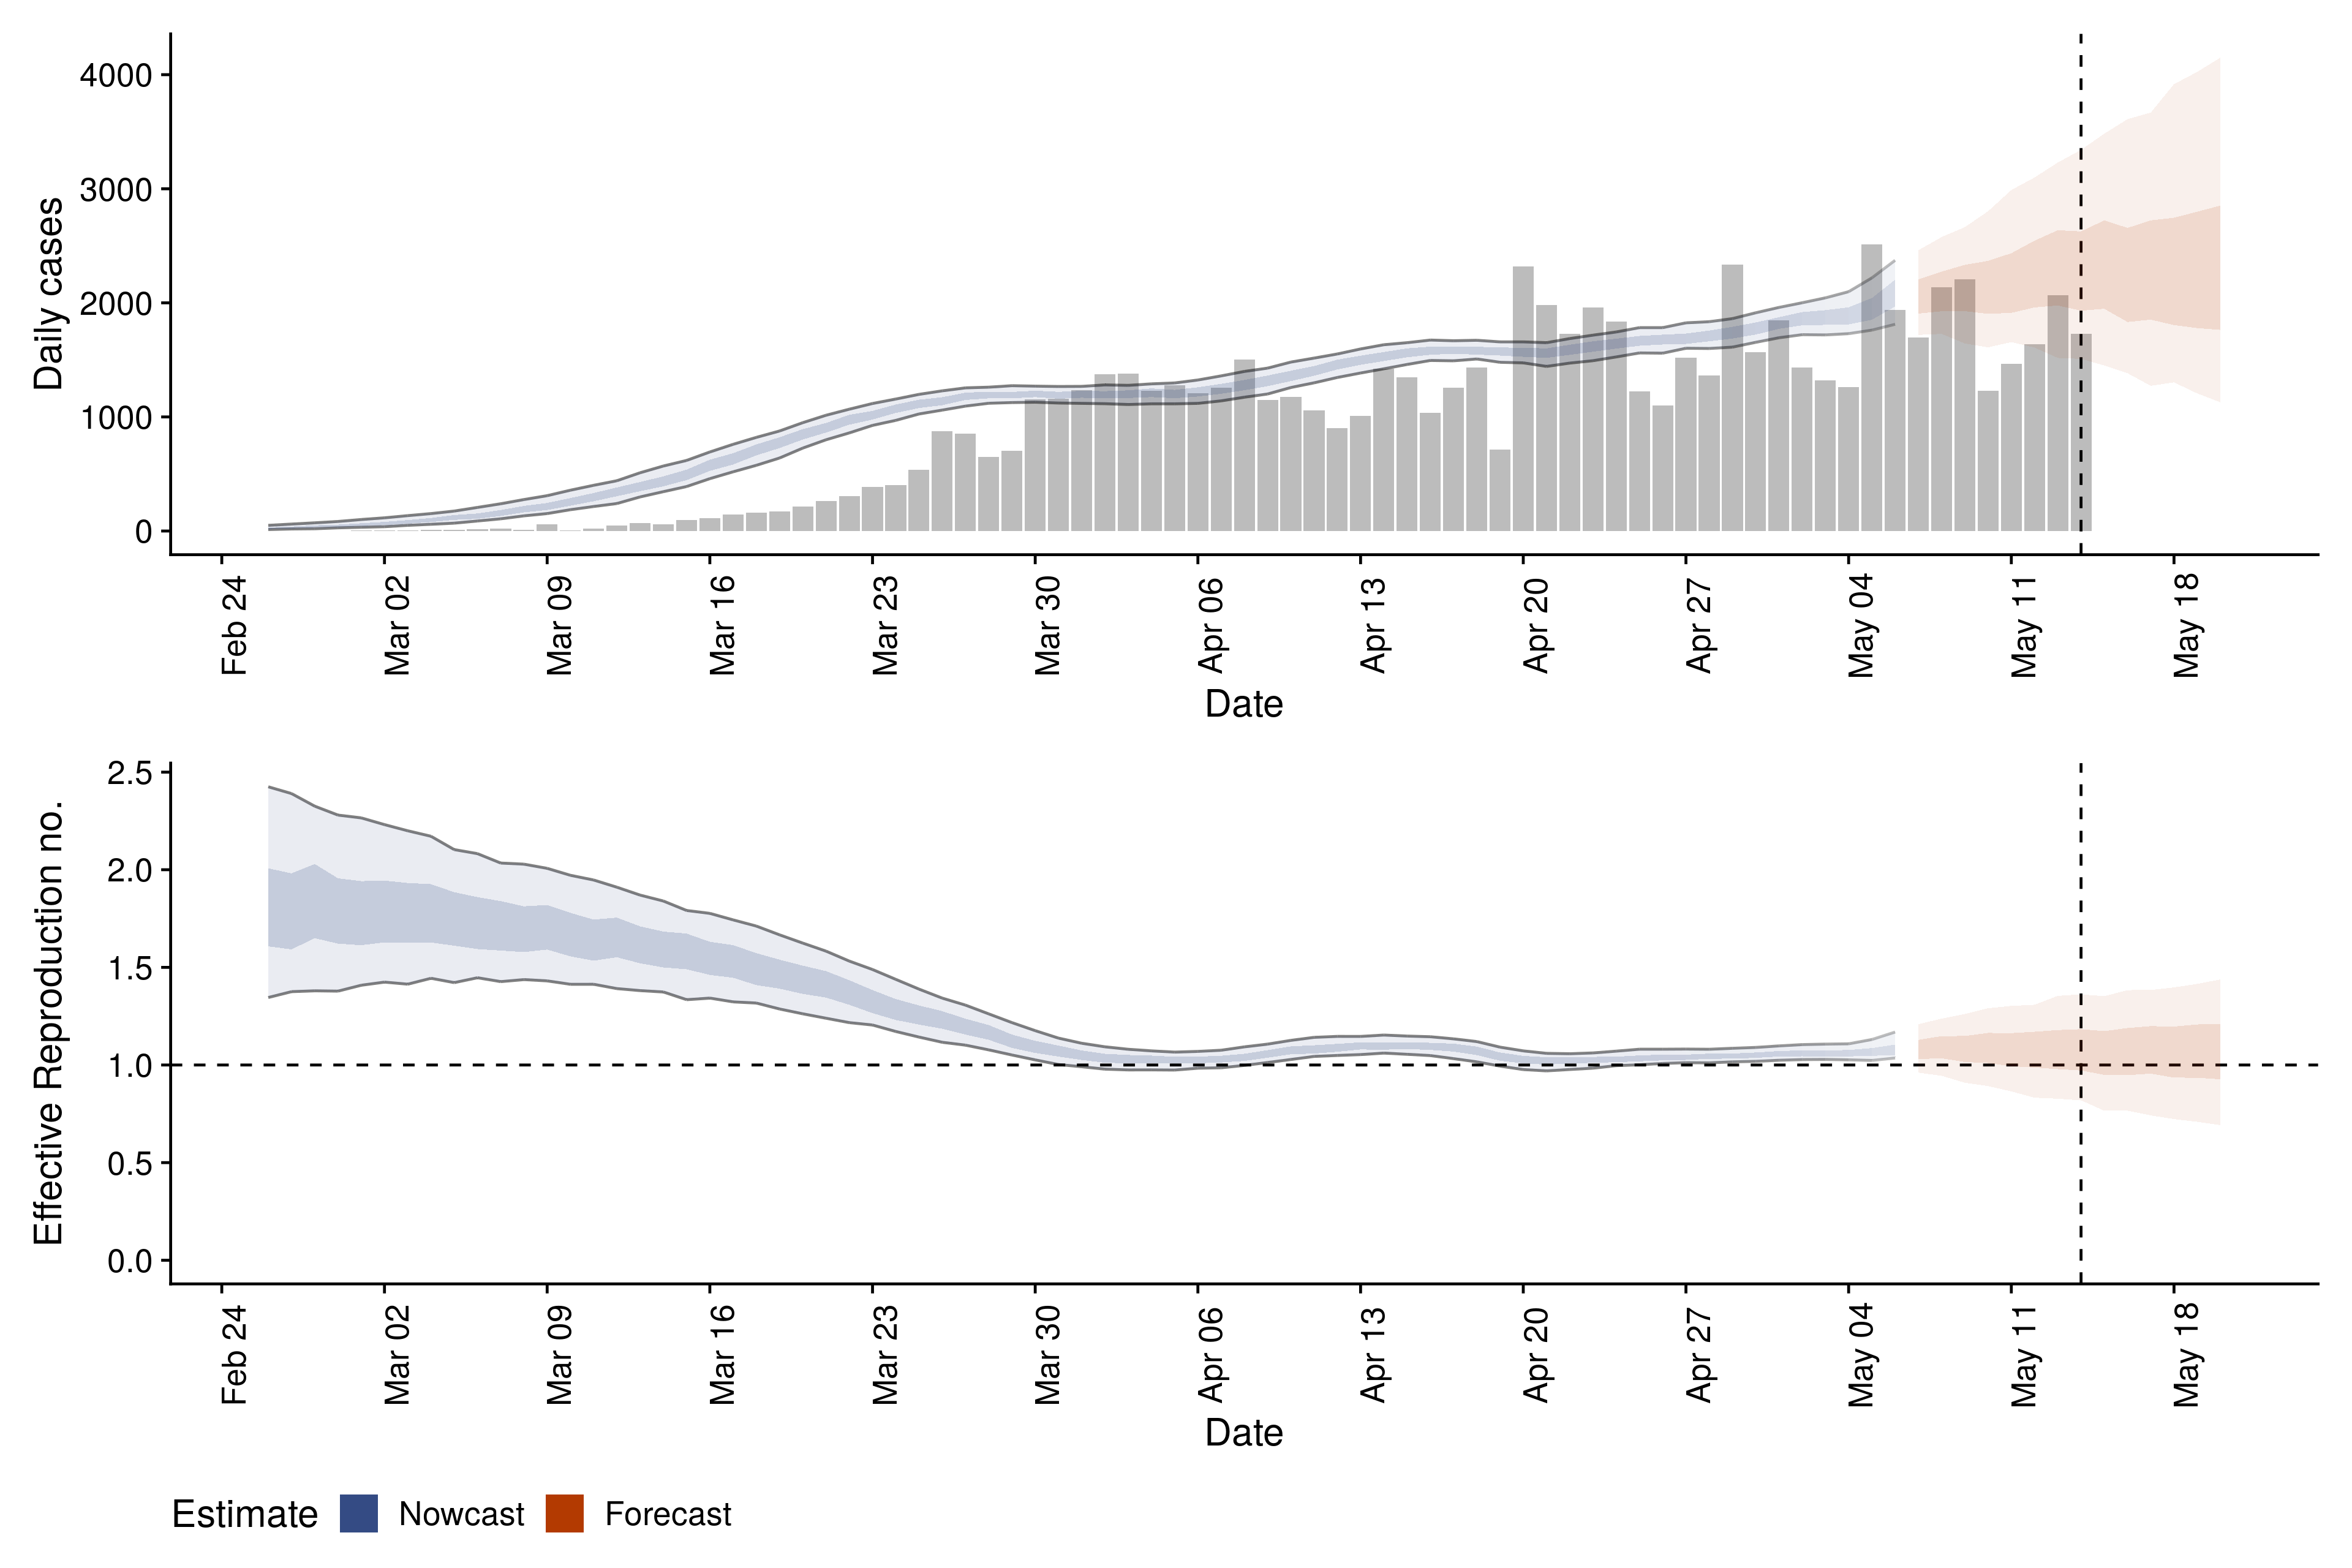 Daily cases
4000
3000
2000
1000
0
Feb 24 Mar 02 Mar 09 Mar 16 Mar 23 Mar 30 Apr 06 Apr 13 Apr 20 Apr 27 May 04 May 11 May 18
Date
Effective Reproduction no.
2.5
2.0
1.5
1.0
0.5
0.0
Feb 24 Mar 02 Mar 09 Mar 16 Mar 23 Mar 30 Apr 06 Apr 13 Apr 20 Apr 27 May 04 May 11 May 18
Date
Estimate Nowcast Forecast